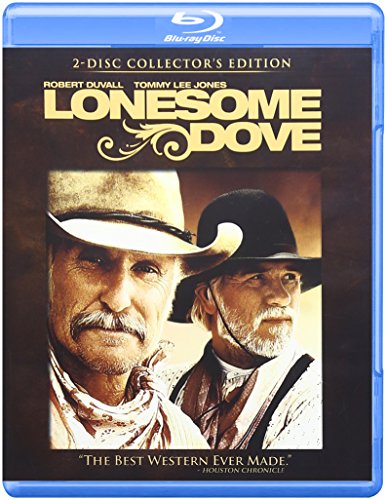 Blu-ray Disc
2-DISC COLLECTOR'S EDITION
ROBERT DUVALL TOMMY LEE JONES
LONESOME
DOVE
"THE BEST WESTERN EVER MADE."
- HOUSTON CHRONICLE